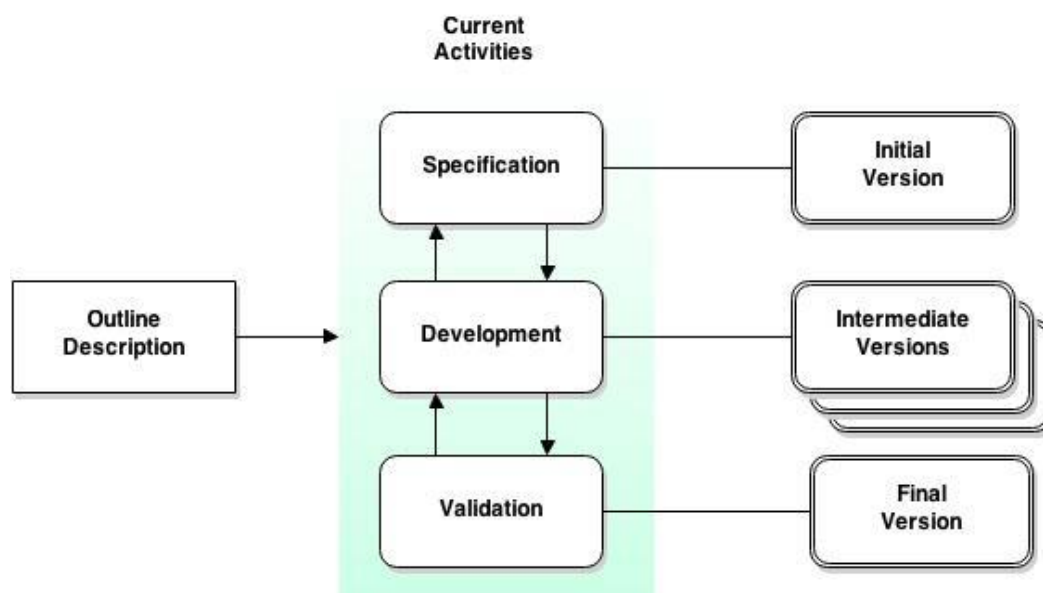 Current
Activities
Specification
Initial
Version
Outline
Description
Development
Intermediate
Versions
Validation
Final
Version